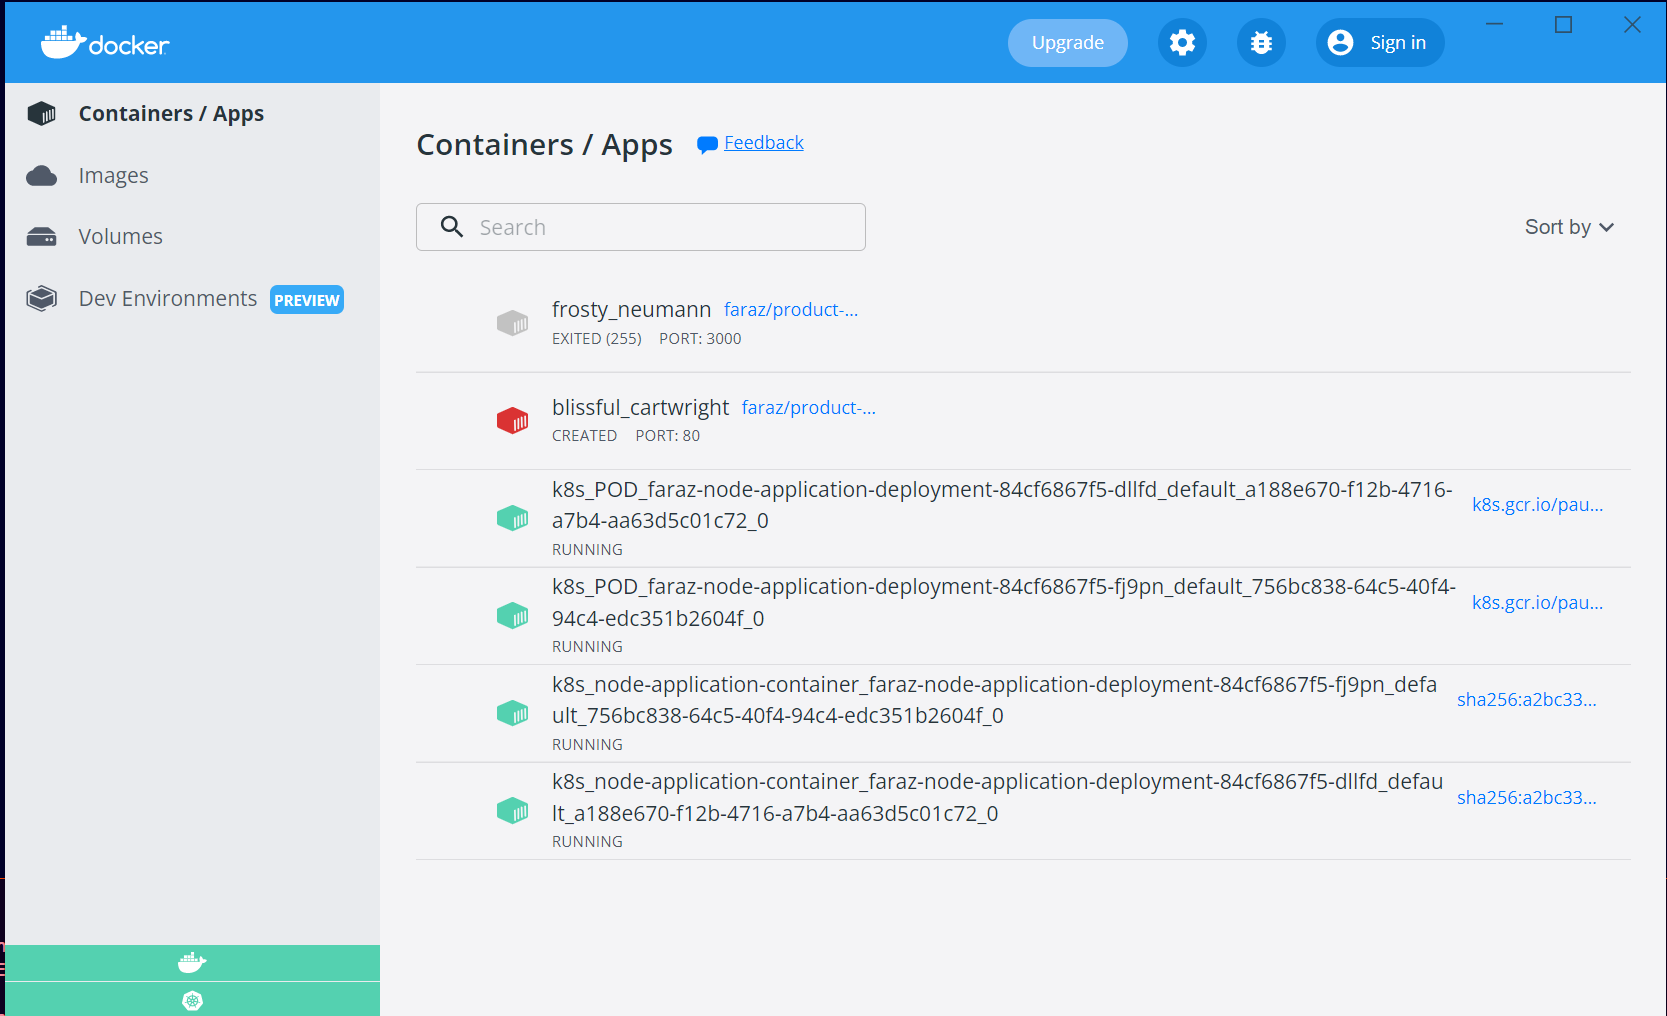 docker
Upgrade
Sign in
Containers / Apps
Images
Volumes
Dev Environments PREVIEW
Containers / Apps Feedback
Search
Sort by
frosty_neumann faraz/product-...
EXITED (255) PORT: 3000
blissful_cartwright faraz/product-...
CREATED PORT: 80
k8s_POD_faraz-node-application-deployment-84cf6867f5-dllfd_default_a188e670-f12b-4716-
a7b4-aa63d5c01c72_0
k8s.gcr.io/pau...
RUNNING
k8s_POD_faraz-node-application-deployment-84cf6867f5-fj9pn_default_756bc838-64c5-40f4-
94c4-edc351b2604f_0
k8s.gcr.io/pau...
RUNNING
k8s_node-application-container_faraz-node-application-deployment-84cf6867f5-fj9pn_defa
ult_756bc838-64c5-40f4-94c4-edc351b2604f_0
sha256:a2bc33...
RUNNING
k8s_node-application-container_faraz-node-application-deployment-84cf6867f5-dllfd_defau
lt_a188e670-f12b-4716-a7b4-aa63d5c01c72_0
sha256:a2bc33...
RUNNING